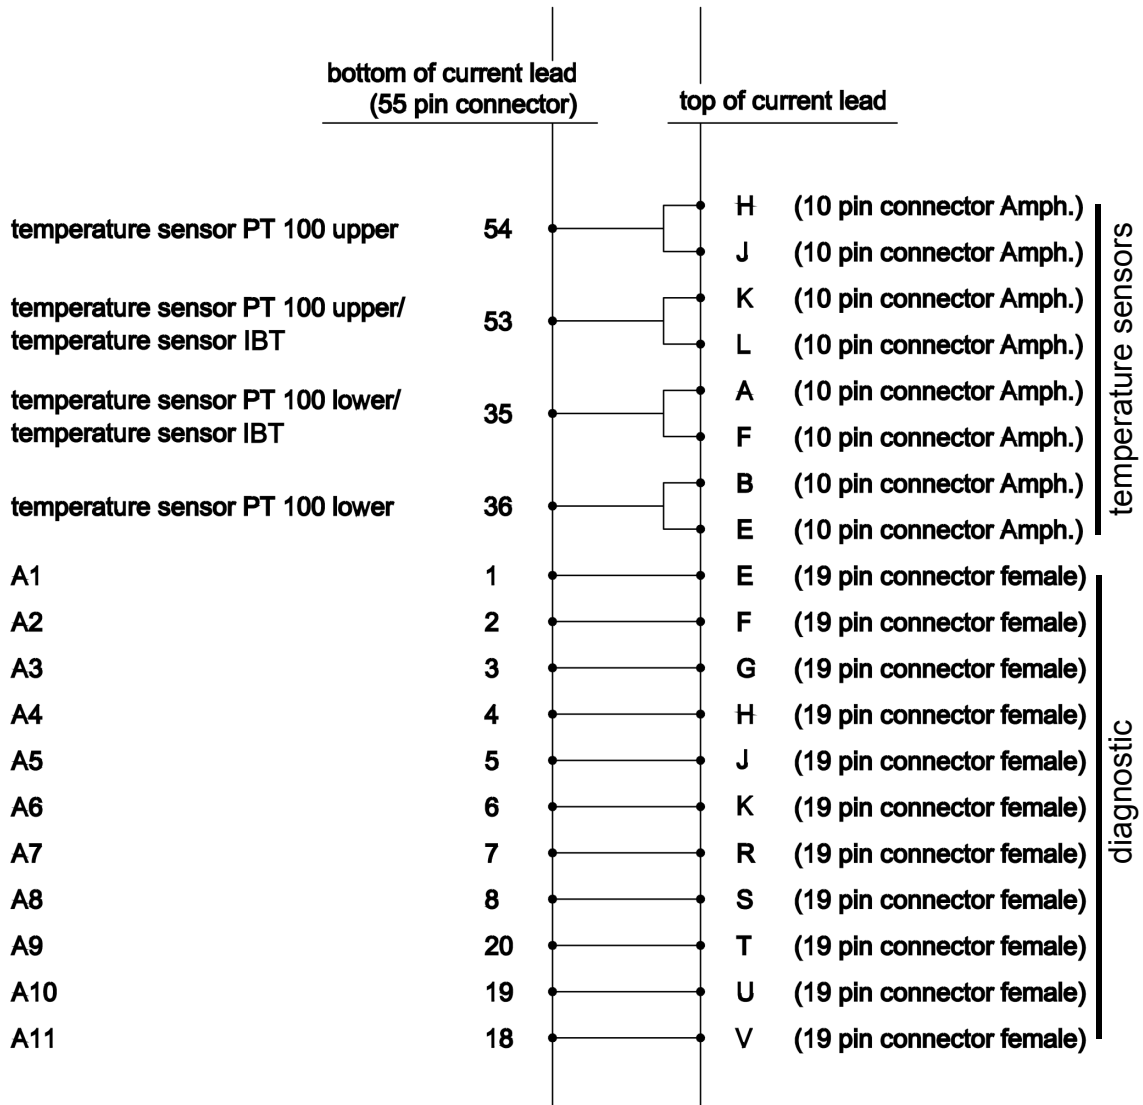 bottom of current lead
(55 pin connector)
top of current lead
H (10 pin connector Amph.)
temperature sensor PT 100 upper 54
J (10 pin connector Amph.)
temperature sensor PT 100 upper/
K (10 pin connector Amph.)
53
temperature sensor IBT
L (10 pin connector Amph.)
temperature sensor PT 100 lower/
A (10 pin connector Amph.)
35
temperature sensor IBT
F (10 pin connector Amph.)
B (10 pin connector Amph.)
temperature sensor PT 100 lower 36
E (10 pin connector Amph.)
temperature sensors
A1 1 E (19 pin connector female)
A2 2 F (19 pin connector female)
A3 3 G (19 pin connector female)
A4 4 H (19 pin connector female)
A5 5 J (19 pin connector female)
A6 6 K (19 pin connector female)
A7 7 R (19 pin connector female)
A8 8 S (19 pin connector female)
A9 20 T (19 pin connector female)
A10 19 U (19 pin connector female)
A11 18 V (19 pin connector female)
diagnostic